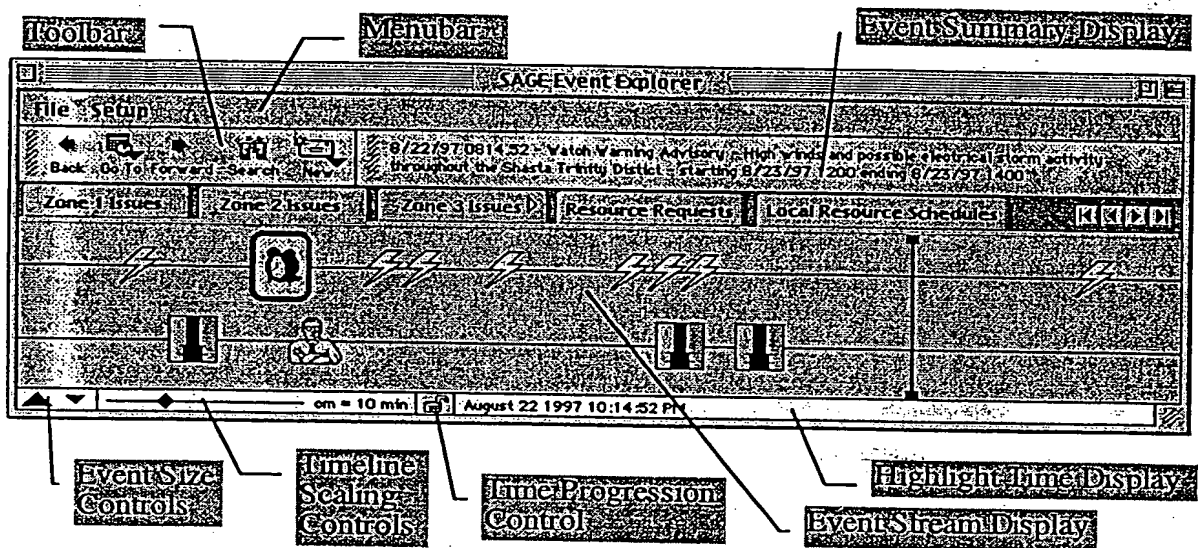 Toolbar
Menubar
Event Summary Display
SAGE Event Explorer
File Setup
Back Go To Forward Search New
8/22/97 0814:52 - Watch Warning Advisory - High winds and possible electrical storm activity
throughout the Shasta Trinity District - starting 8/23/97 1200 ending 8/23/97 1400
Zone 1 Issues
Zone 2 Issues
Zone 3 Issues
Resource Requests
Local Resource Schedules
cm = 10 min
August 22 1997 10:14:52 PM
Event Size
Controls
Timeline
Scaling
Controls
Time Progression
Control
Highlight Time Display
Event Stream Display